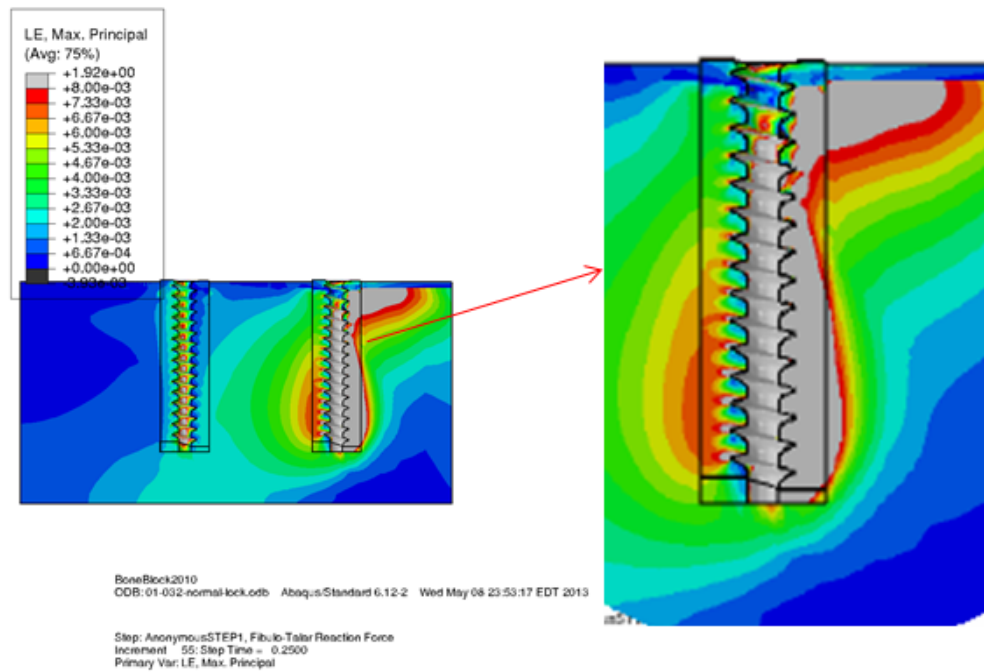 LE, Max. Principal
(Avg: 75%)
+1.92e+00
+8.00e-03
+7.33e-03
+6.67e-03
+6.00e-03
+5.33e-03
+4.67e-03
+4.00e-03
+3.33e-03
+2.67e-03
+2.00e-03
+1.33e-03
+6.67e-04
+0.00e+00
BoneBlock2010
ODB: 01-032-normal-lock.odb Abaqus/Standard 6.12-2 Wed May 08 23:53:17 EDT 2013
Step: AnonymousSTEP1, Fibulo-Talar Reaction Force
Increment 55: Step Time = 0.2500
Primary Var: LE, Max. Principal